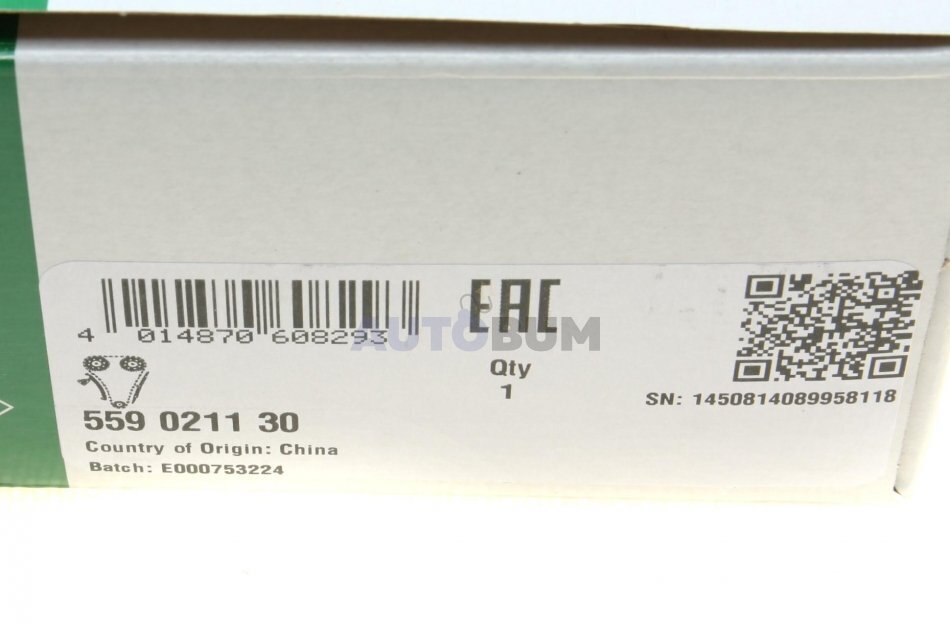 4 014870 608293
EAC
AUTOBUM
Qty
1
SN: 1450814089958118
559 0211 30
Country of Origin: China
Batch: E000753224